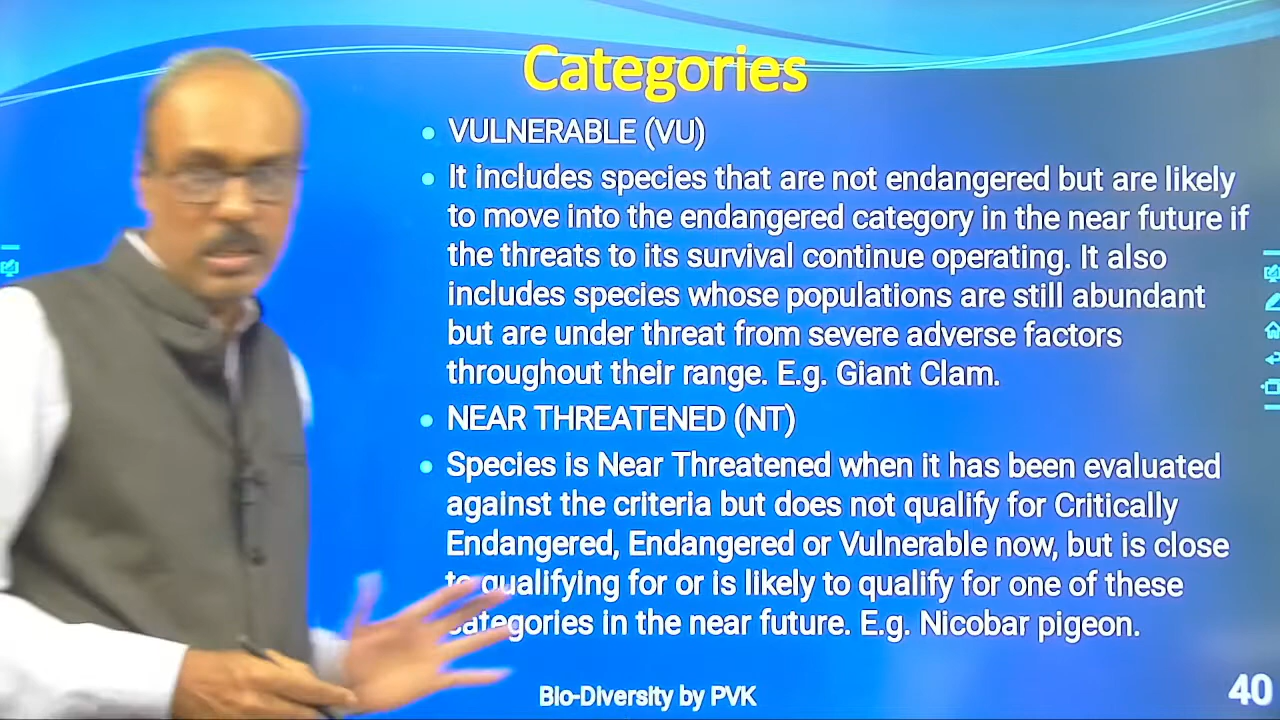 Categories
• VULNERABLE (VU)
• It includes species that are not endangered but are likely
to move into the endangered category in the near future if
the threats to its survival continue operating. It also
includes species whose populations are still abundant
but are under threat from severe adverse factors
throughout their range. E.g. Giant Clam.
• NEAR THREATENED (NT)
• Species is Near Threatened when it has been evaluated
against the criteria but does not qualify for Critically
Endangered, Endangered or Vulnerable now, but is close
to qualifying for or is likely to qualify for one of these
categories in the near future. E.g. Nicobar pigeon.
Bio-Diversity by PVK
40